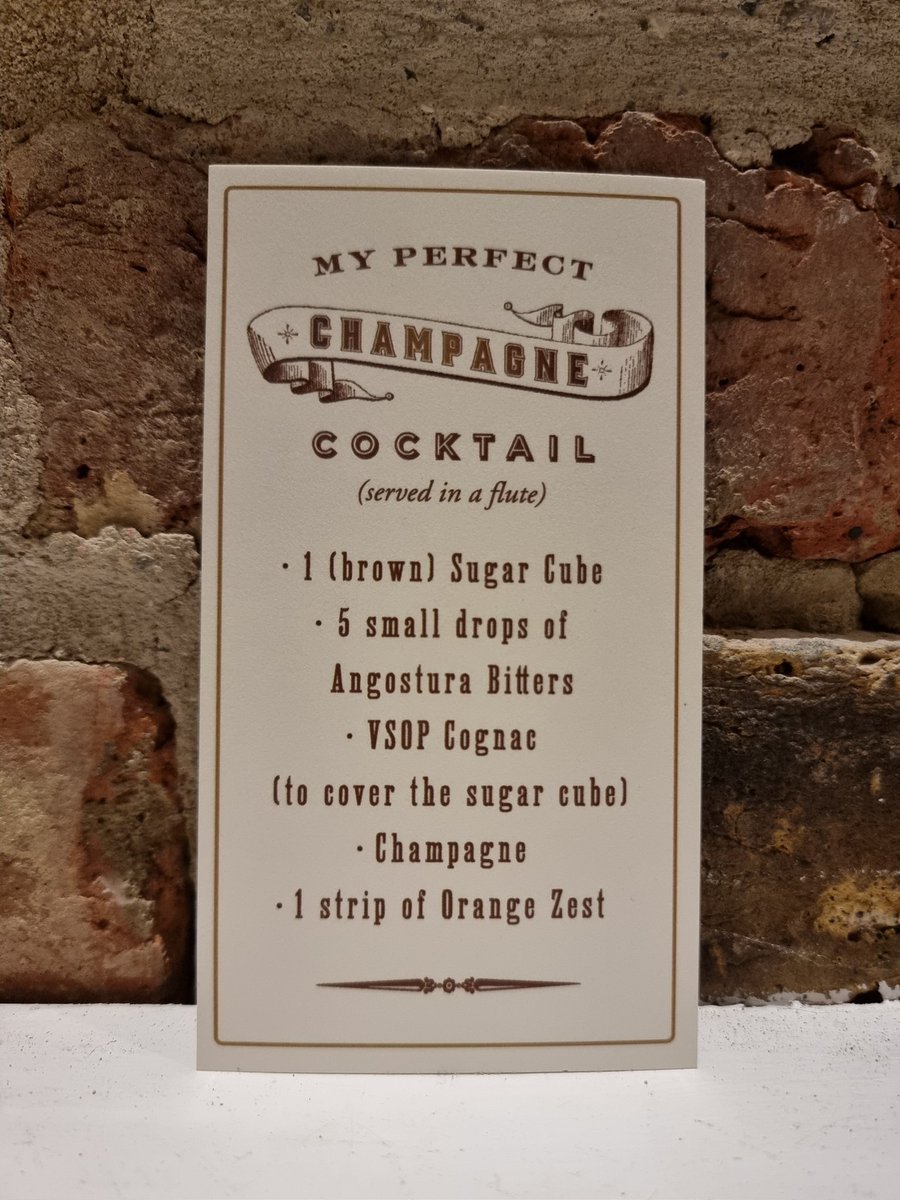 MY PERFECT
CHAMPAGNE
COCKTAIL
(served in a flute)
· 1 (brown) Sugar Cube
· 5 small drops of
Angostura Bitters
· VSOP Cognac
(to cover the sugar cube)
· Champagne
· 1 strip of Orange Zest